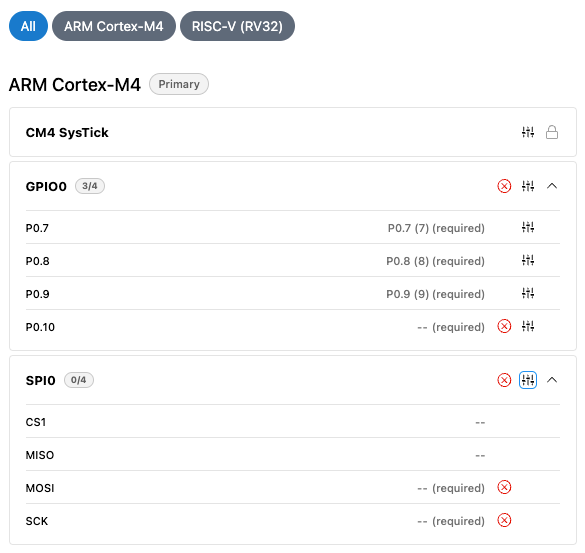 All ARM Cortex-M4 RISC-V (RV32)
ARM Cortex-M4 Primary
CM4 SysTick
GPIO0 3/4
P0.7 P0.7 (7) (required)
P0.8 P0.8 (8) (required)
P0.9 P0.9 (9) (required)
P0.10 -- (required)
SPI0 0/4
CS1 --
MISO --
MOSI -- (required)
SCK -- (required)